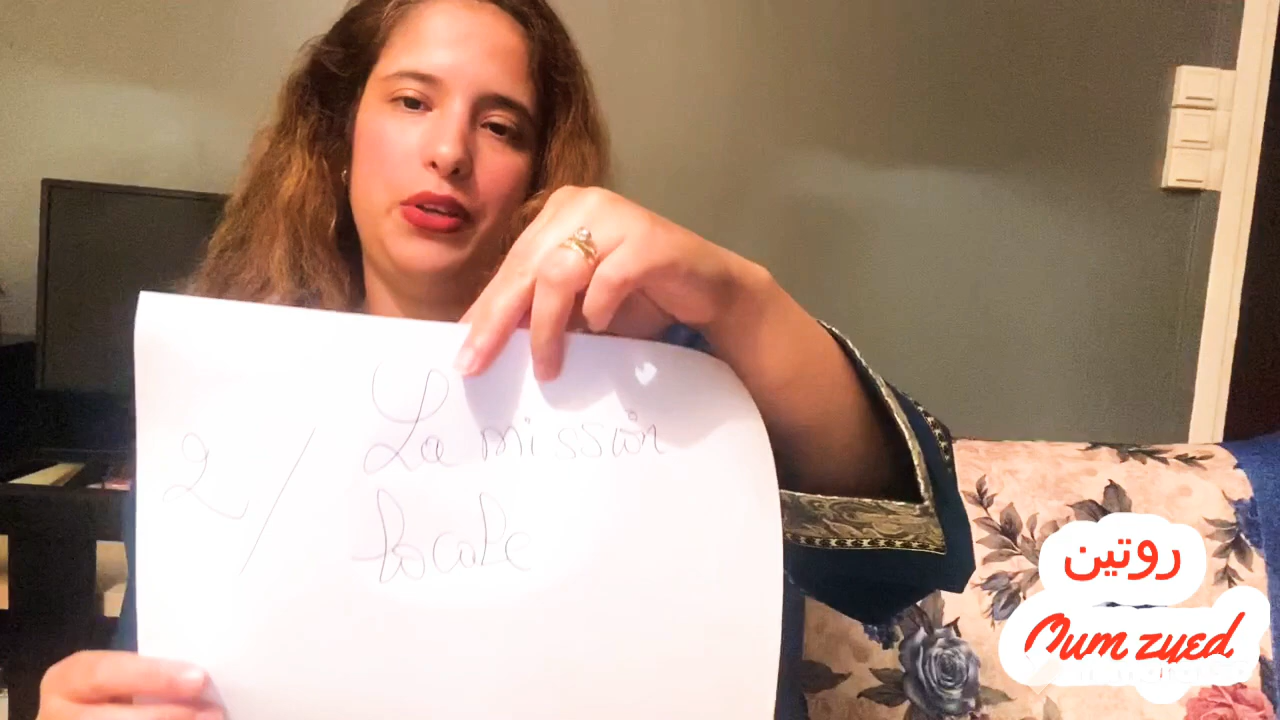 2/ La mission
locale
روتين
Oum zyed